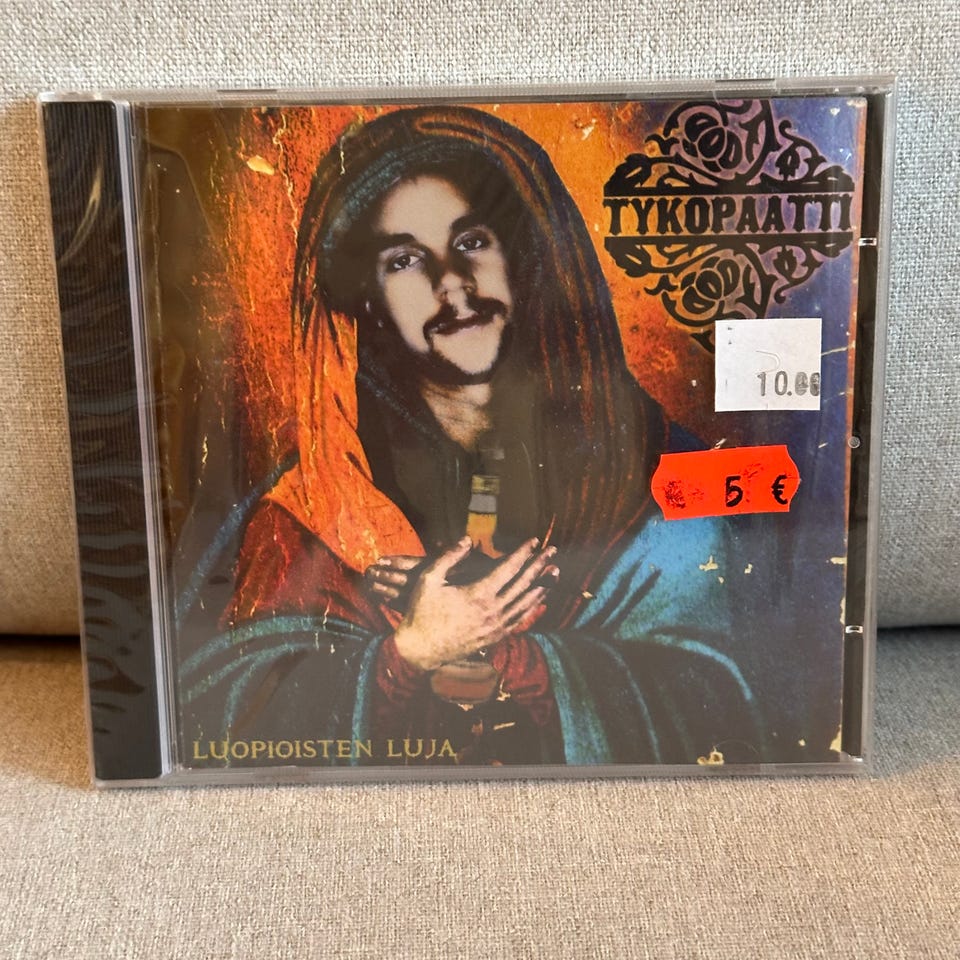 TYKOPAATTI
10.00
5 €
LUOPIOISTEN LUJA